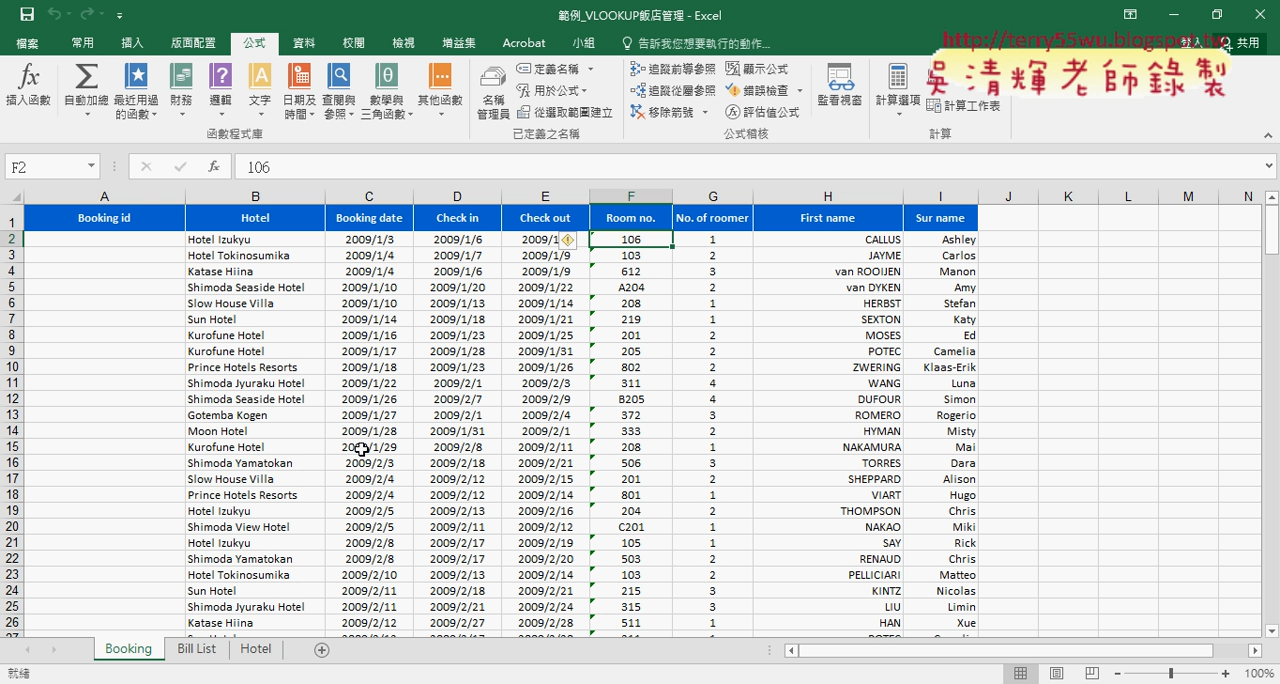 範例_VLOOKUP飯店管理 - Excel
檔案 常用 插入 版面配置 公式 資料 校閱 檢視 增益集 Acrobat 小組 告訴我您想要執行的動作... 登入 共用
http://terry55wu.blogspot.tw
吳清輝老師錄製
插入函數 自動加總 最近用過的函數 財務 邏輯 文字 日期及時間 查閱與參照 數學與三角函數 其他函數 名稱管理員 定義名稱 用於公式 從選取範圍建立 追蹤前導參照 追蹤從屬參照 移除箭號 顯示公式 錯誤檢 評估值公式 監看視窗 計算選項 計算工作表
函數程式庫 已定義之名稱 公式稽核 計算
F2 fx 106
A B C D E F G H I J K L M N
1 Booking id Hotel Booking date Check in Check out Room no. No. of roomer First name Sur name
2 Hotel Izukyu 2009/1/3 2009/1/6 2009/1 106 1 CALLUS Ashley
3 Hotel Tokinosumika 2009/1/4 2009/1/7 2009/1/9 103 2 JAYME Carlos
4 Katase Hiina 2009/1/4 2009/1/6 2009/1/9 612 3 van ROOIJEN Manon
5 Shimoda Seaside Hotel 2009/1/10 2009/1/20 2009/1/22 A204 2 van DYKEN Amy
6 Slow House Villa 2009/1/10 2009/1/13 2009/1/14 208 1 HERBST Stefan
7 Sun Hotel 2009/1/14 2009/1/18 2009/1/21 219 1 SEXTON Katy
8 Kurofune Hotel 2009/1/16 2009/1/23 2009/1/25 201 2 MOSES Ed
9 Kurofune Hotel 2009/1/17 2009/1/28 2009/1/31 205 2 POTEC Camelia
10 Prince Hotels Resorts 2009/1/18 2009/1/23 2009/1/26 802 2 ZWERING Klaas-Erik
11 Shimoda Jyuraku Hotel 2009/1/22 2009/2/1 2009/2/3 311 4 WANG Luna
12 Shimoda Seaside Hotel 2009/1/26 2009/2/7 2009/2/9 B205 4 DUFOUR Simon
13 Gotemba Kogen 2009/1/27 2009/2/1 2009/2/4 372 3 ROMERO Rogerio
14 Moon Hotel 2009/1/28 2009/1/31 2009/2/1 333 2 HYMAN Misty
15 Kurofune Hotel 2009/1/29 2009/2/8 2009/2/11 208 1 NAKAMURA Mai
16 Shimoda Yamatokan 2009/2/3 2009/2/18 2009/2/21 506 3 TORRES Dara
17 Slow House Villa 2009/2/4 2009/2/12 2009/2/15 201 2 SHEPPARD Alison
18 Prince Hotels Resorts 2009/2/4 2009/2/12 2009/2/14 801 1 VIART Hugo
19 Hotel Izukyu 2009/2/5 2009/2/13 2009/2/16 204 2 THOMPSON Chris
20 Shimoda View Hotel 2009/2/5 2009/2/11 2009/2/12 C201 1 NAKAO Miki
21 Hotel Izukyu 2009/2/8 2009/2/17 2009/2/19 105 1 SAY Rick
22 Shimoda Yamatokan 2009/2/8 2009/2/17 2009/2/20 503 2 RENAUD Chris
23 Hotel Tokinosumika 2009/2/10 2009/2/13 2009/2/14 103 2 PELLICIARI Matteo
24 Sun Hotel 2009/2/11 2009/2/18 2009/2/21 215 3 KINTZ Nicolas
25 Shimoda Jyuraku Hotel 2009/2/11 2009/2/21 2009/2/24 315 3 LIU Limin
26 Katase Hiina 2009/2/12 2009/2/27 2009/2/28 511 1 HAN Xue
Booking Bill List Hotel
就緒 100%